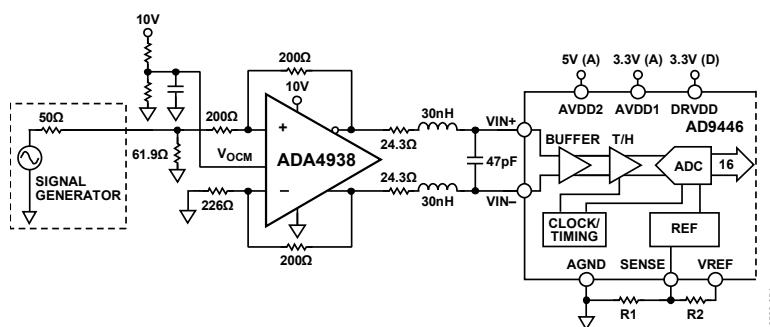 10V
5V (A)
3.3V (A)
3.3V (D)
200Ω
10V
AVDD2
AVDD1
DRVDD
AD9446
50Ω
200Ω
30nH
VIN+
BUFFER
T/H
+
24.3Ω
61.9Ω
VOCM
ADA4938
47pF
ADC
16
SIGNAL
GENERATOR
–
24.3Ω
226Ω
30nH
VIN–
CLOCK/
TIMING
REF
200Ω
AGND
SENSE
VREF
R1
R2